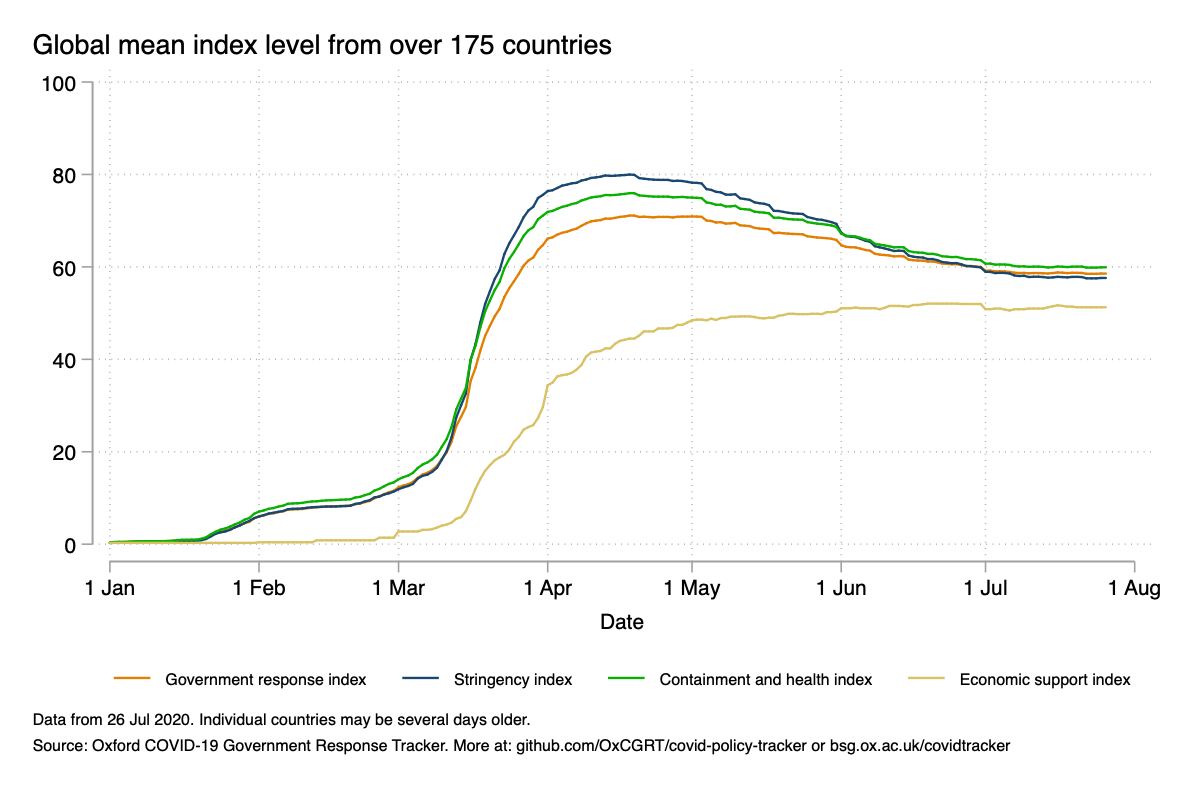 Global mean index level from over 175 countries
100
80
60
40
20
0
1 Jan 1 Feb 1 Mar 1 Apr 1 May 1 Jun 1 Jul 1 Aug
Date
Government response index Stringency index Containment and health index Economic support index
Data from 26 Jul 2020. Individual countries may be several days older.
Source: Oxford COVID-19 Government Response Tracker. More at: github.com/OxCGRT/covid-policy-tracker or bsg.ox.ac.uk/covidtracker